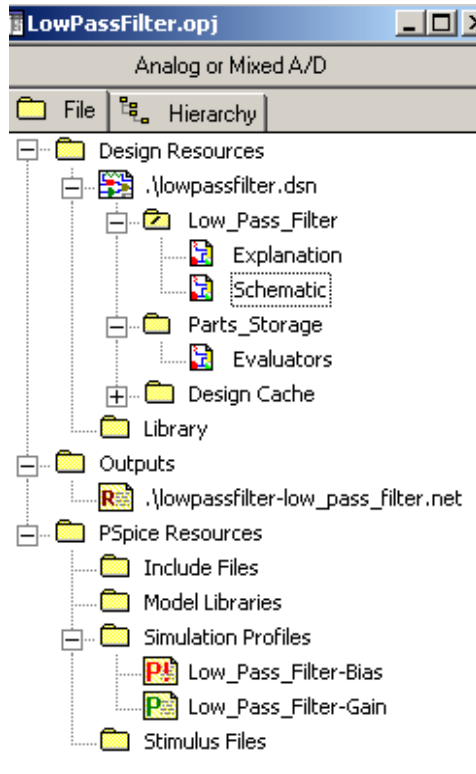 LowPassFilter.opj
Analog or Mixed A/D
File Hierarchy
Design Resources
.\lowpassfilter.dsn
Low_Pass_Filter
Explanation
Schematic
Parts_Storage
Evaluators
Design Cache
Library
Outputs
.\lowpassfilter-low_pass_filter.net
PSpice Resources
Include Files
Model Libraries
Simulation Profiles
Low_Pass_Filter-Bias
Low_Pass_Filter-Gain
Stimulus Files